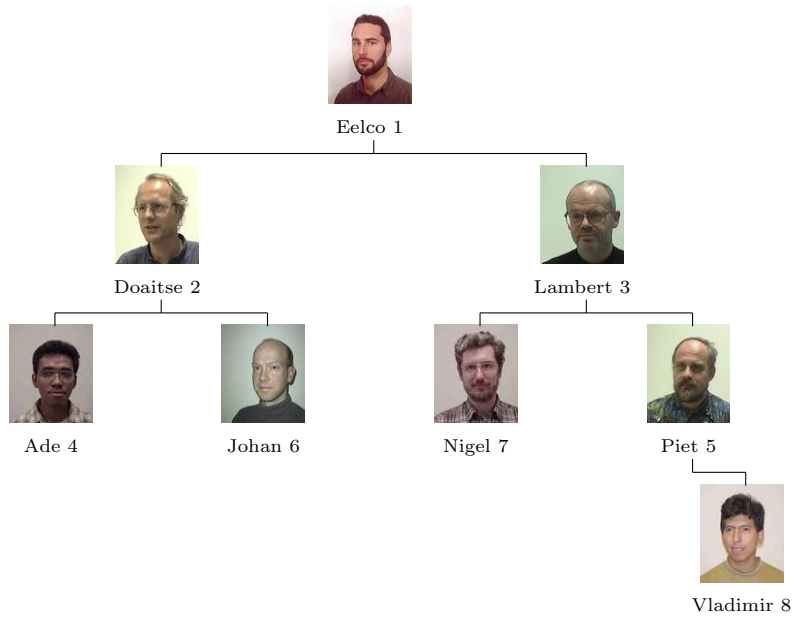 Eelco 1
Doaitse 2
Lambert 3
Ade 4
Johan 6
Nigel 7
Piet 5
Vladimir 8